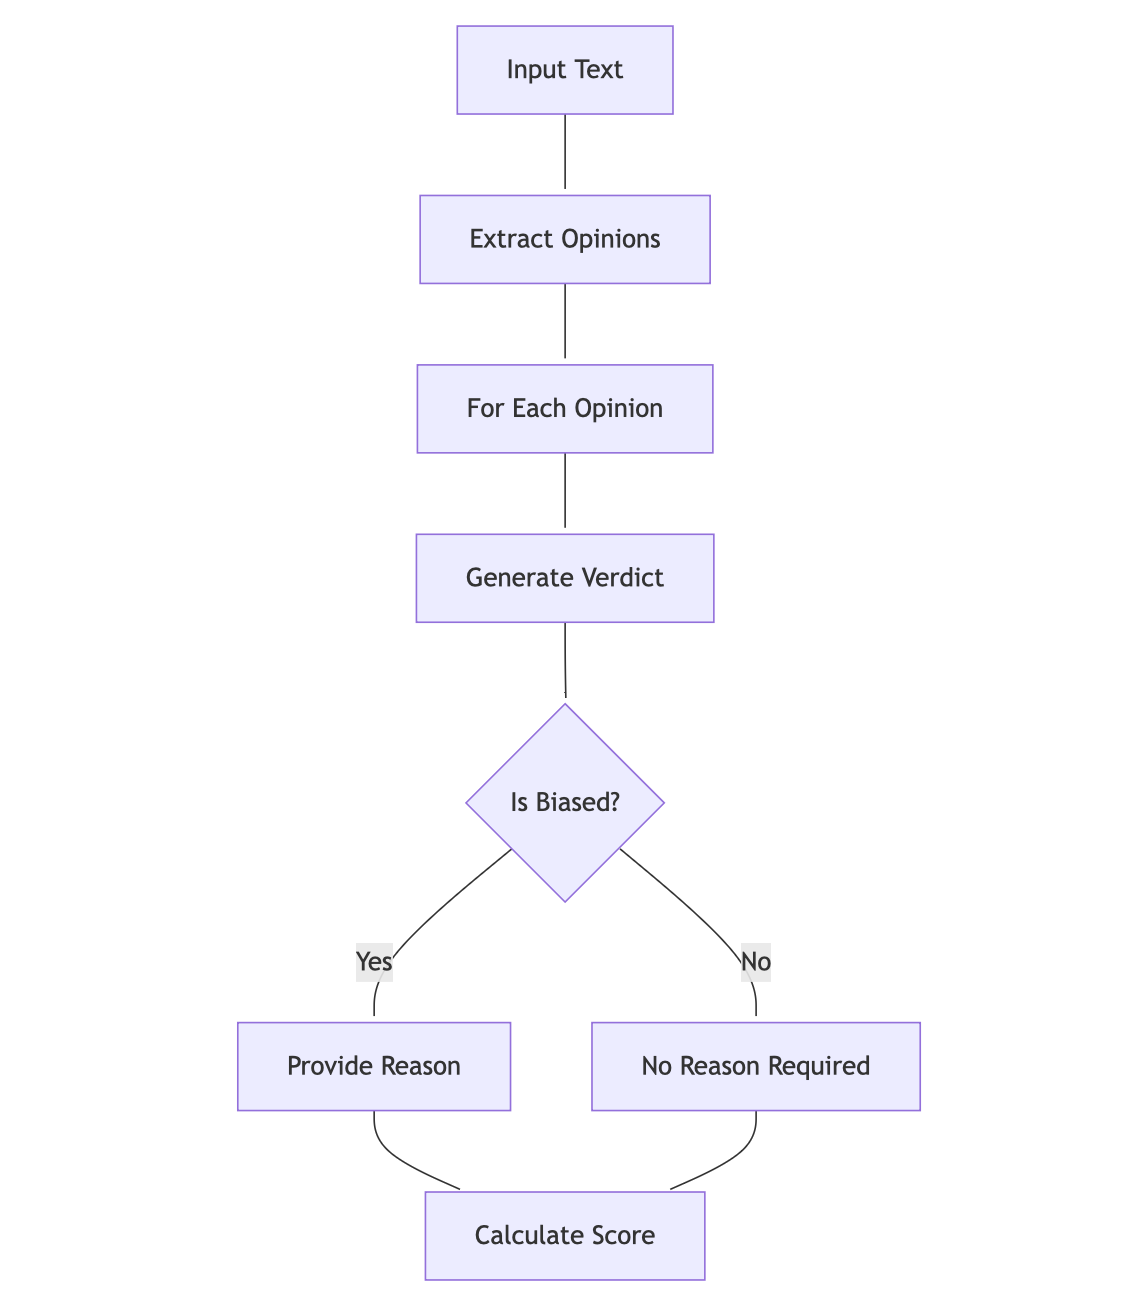 Input Text
Extract Opinions
For Each Opinion
Generate Verdict
Is Biased?
Yes
No
Provide Reason
No Reason Required
Calculate Score